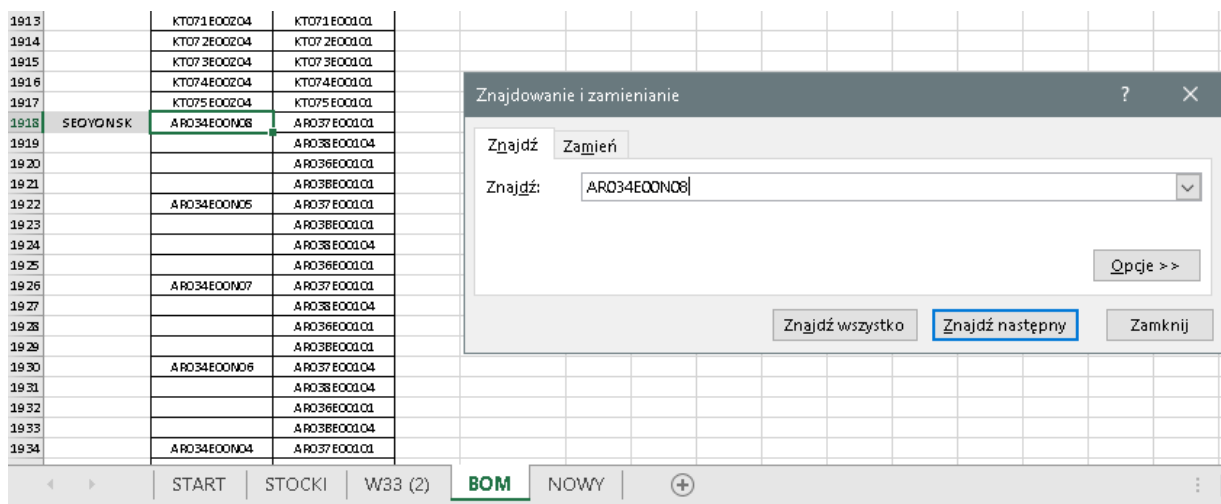 1913 KT071E00Z04 KT071E00101
1914 KT072E00Z04 KT072E00101
1915 KT073E00Z04 KT073E00101
1916 KT074E00Z04 KT074E00101
1917 KT075E00Z04 KT075E00101
1918 SEOYONSK AR034E00N08 AR037E00101
1919 AR038E00104
1920 AR036E00101
1921 AR03BE00101
1922 AR034E00N05 AR037E00101
1923 AR03BE00101
1924 AR038E00104
1925 AR036E00101
1926 AR034E00N07 AR037E00101
1927 AR038E00104
1928 AR036E00101
1929 AR03BE00101
1930 AR034E00N06 AR037E00104
1931 AR038E00104
1932 AR036E00101
1933 AR03BE00104
1934 AR034E00N04 AR037E00101
Znajdowanie i zamienianie ? ×
Znajdź Zamień
Znajdź: AR034E00N08
Opcje >>
Znajdź wszystko Znajdź następny Zamknij
START STOCKI W33 (2) BOM NOWY